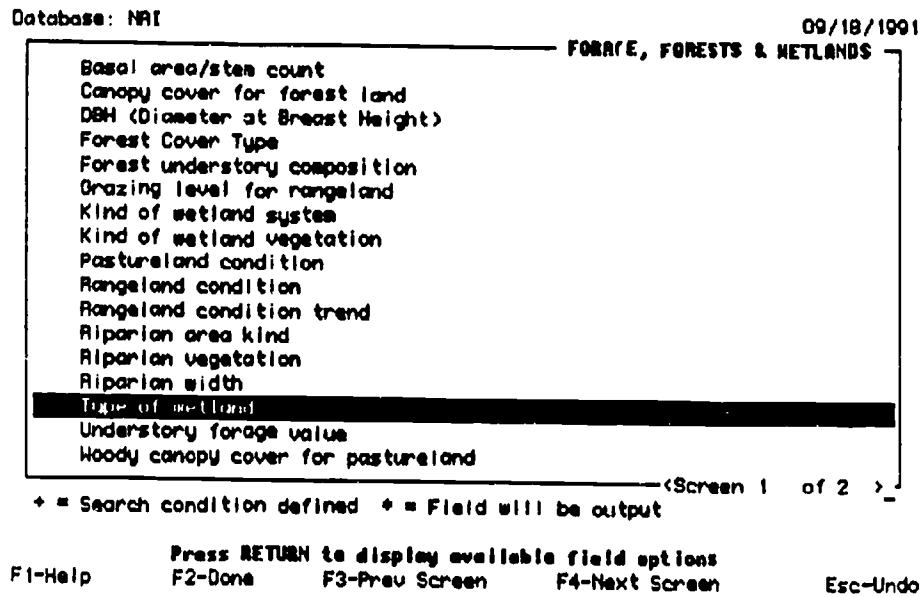 Database: NRI
09/18/1991
FORAGE, FORESTS & WETLANDS
Basal area/stem count
Canopy cover for forest land
DBH (Diameter at Breast Height)
Forest Cover Type
Forest understory composition
Grazing level for rangeland
Kind of wetland system
Kind of wetland vegetation
Pastureland condition
Rangeland condition
Rangeland condition trend
Riparian area kind
Riparian vegetation
Riparian width
Type of wetland
Understory forage value
Woody canopy cover for pastureland
<Screen 1 of 2 >
+ = Search condition defined * = Field will be output
Press RETURN to display available field options
F1-Help F2-Done F3-Prev Screen F4-Next Screen Esc-Undo